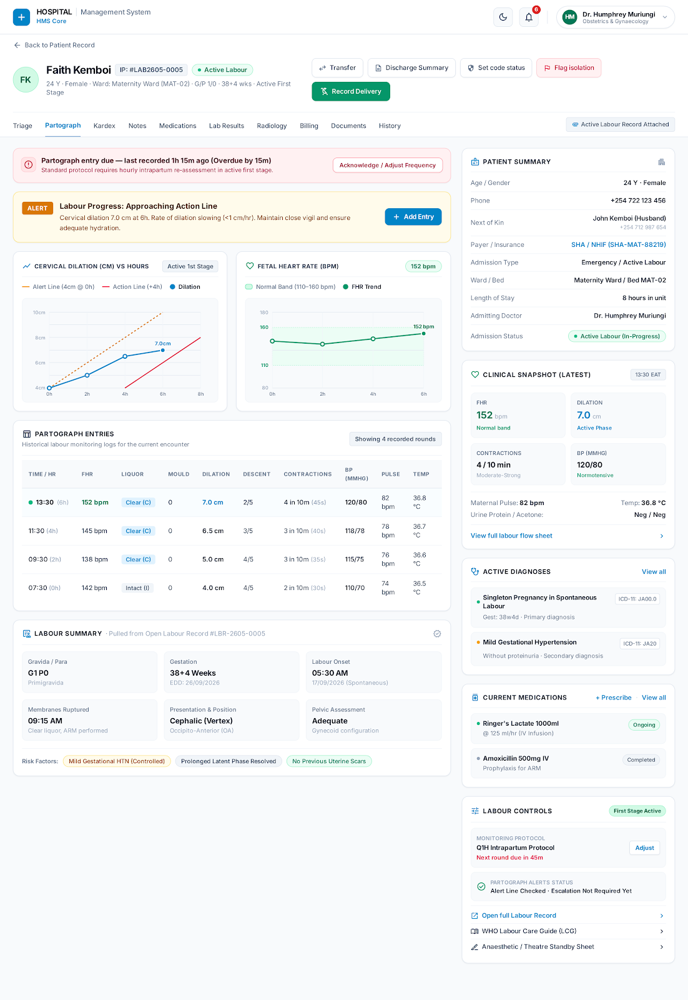 HOSPITAL Management System
HMS Core
6
HM
Dr. Humphrey Muriungi
Obstetrics & Gynaecology
Back to Patient Record
FK
Faith Kemboi IP: #LAB2605-0005 Active Labour
24 Y · Female · Ward: Maternity Ward (MAT-02) · G/P 1/0 · 38+4 wks · Active First
Stage
Transfer Discharge Summary Set code status Flag isolation
Record Delivery
Triage Partograph Kardex Notes Medications Lab Results Radiology Billing Documents History
Active Labour Record Attached
Partograph entry due — last recorded 1h 15m ago (Overdue by 15m)
Standard protocol requires hourly intrapartum re-assessment in active first stage.
Acknowledge / Adjust Frequency
ALERT
Labour Progress: Approaching Action Line
Cervical dilation 7.0 cm at 6h. Rate of dilation slowing (<1 cm/hr). Maintain close vigil and ensure
adequate hydration.
Add Entry
CERVICAL DILATION (CM) VS HOURS Active 1st Stage
Alert Line (4cm @ 0h) Action Line (+4h) Dilation
10cm
8cm
6cm
4cm
7.0cm
0h 2h 4h 6h 8h
FETAL HEART RATE (BPM) 152 bpm
Normal Band (110–160 bpm) FHR Trend
180
160
110
80
152 bpm
0h 2h 4h 6h
PARTOGRAPH ENTRIES
Historical labour monitoring logs for the current encounter
Showing 4 recorded rounds
TIME / HR FHR LIQUOR MOULD DILATION DESCENT CONTRACTIONS BP (MMHG) PULSE TEMP
13:30 (6h) 152 bpm Clear (C) 0 7.0 cm 2/5 4 in 10m (45s) 120/80 82 bpm 36.8 °C
11:30 (4h) 145 bpm Clear (C) 0 6.5 cm 3/5 3 in 10m (40s) 118/78 78 bpm 36.7 °C
09:30 (2h) 138 bpm Clear (C) 0 5.0 cm 4/5 3 in 10m (35s) 115/75 76 bpm 36.6 °C
07:30 (0h) 142 bpm Intact (I) 0 4.0 cm 4/5 2 in 10m (30s) 110/70 74 bpm 36.5 °C
LABOUR SUMMARY · Pulled from Open Labour Record #LBR-2605-0005
Gravida / Para
G1 P0
Primigravida
Gestation
38+4 Weeks
EDD: 26/09/2026
Labour Onset
05:30 AM
17/09/2026 (Spontaneous)
Membranes Ruptured
09:15 AM
Clear liquor, ARM performed
Presentation & Position
Cephalic (Vertex)
Occipito-Anterior (OA)
Pelvic Assessment
Adequate
Gynecoid configuration
Risk Factors: Mild Gestational HTN (Controlled) Prolonged Latent Phase Resolved No Previous Uterine Scars
PATIENT SUMMARY
Age / Gender 24 Y · Female
Phone +254 722 123 456
Next of Kin John Kemboi (Husband)
+254 712 987 654
Payer / Insurance SHA / NHIF (SHA-MAT-88219)
Admission Type Emergency / Active Labour
Ward / Bed Maternity Ward / Bed MAT-02
Length of Stay 8 hours in unit
Admitting Doctor Dr. Humphrey Muriungi
Admission Status Active Labour (In-Progress)
CLINICAL SNAPSHOT (LATEST) 13:30 EAT
FHR
152 bpm
Normal band
DILATION
7.0 cm
Active Phase
CONTRACTIONS
4 / 10 min
Moderate-Strong
BP (MMHG)
120/80
Normotensive
Maternal Pulse: 82 bpm Temp: 36.8 °C
Urine Protein / Acetone: Neg / Neg
View full labour flow sheet
ACTIVE DIAGNOSES View all
Singleton Pregnancy in Spontaneous
Labour
ICD-11: JA00.0
Gest: 38w4d · Primary diagnosis
Mild Gestational Hypertension ICD-11: JA20
Without proteinuria · Secondary diagnosis
CURRENT MEDICATIONS + Prescribe · View all
Ringer's Lactate 1000ml Ongoing
@ 125 ml/hr (IV Infusion)
Amoxicillin 500mg IV Completed
Prophylaxis for ARM
LABOUR CONTROLS First Stage Active
MONITORING PROTOCOL
Q1H Intrapartum Protocol
Next round due in 45m
Adjust
PARTOGRAPH ALERTS STATUS
Alert Line Checked · Escalation Not Required Yet
Open full Labour Record
WHO Labour Care Guide (LCG)
Anaesthetic / Theatre Standby Sheet